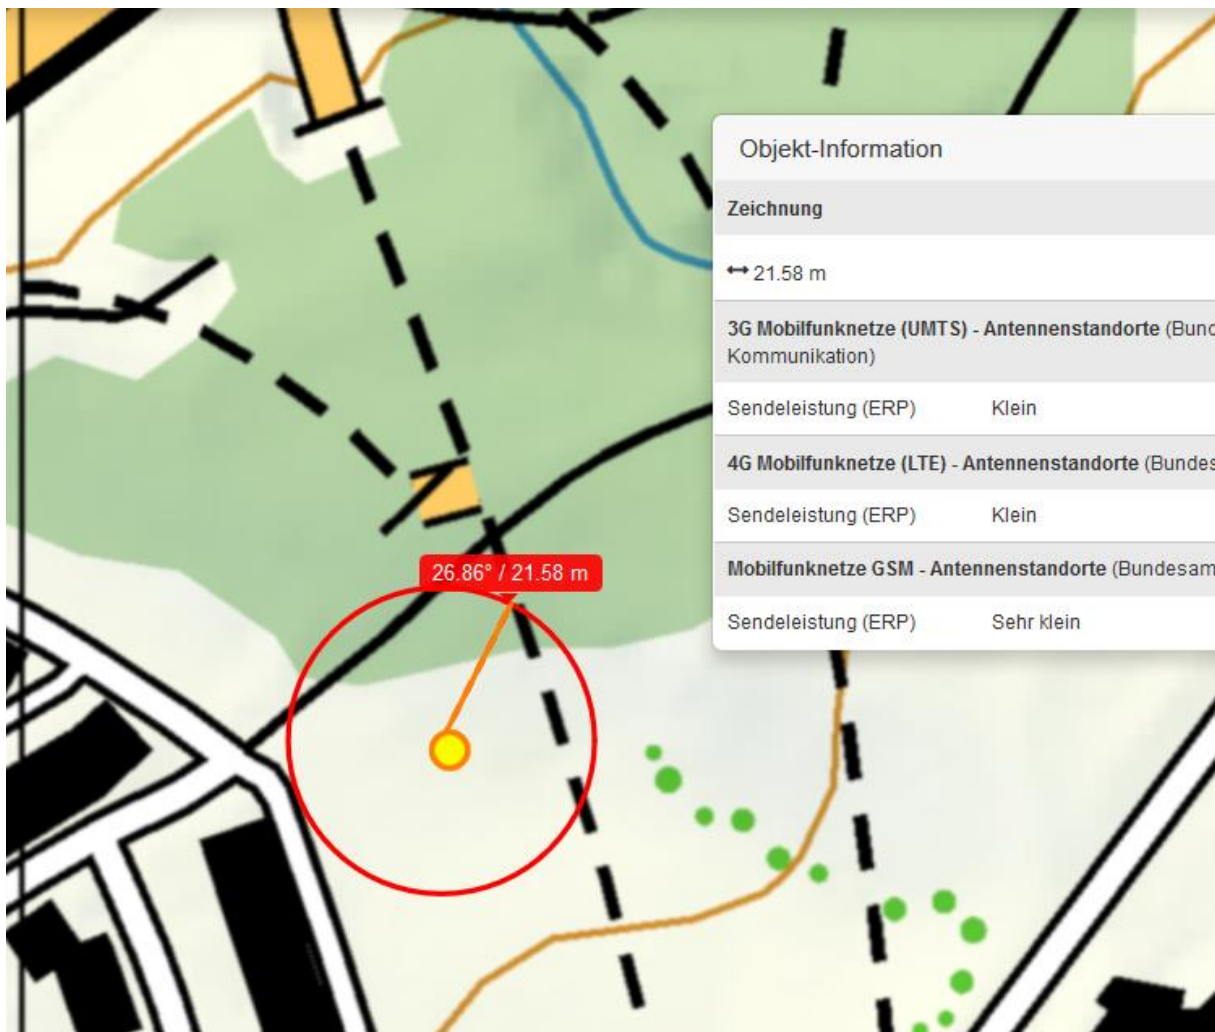 Objekt-Information
Zeichnung
21.58 m
3G Mobilfunknetze (UMTS) - Antennenstandorte (Bund
Kommunikation)
Sendeleistung (ERP) Klein
4G Mobilfunknetze (LTE) - Antennenstandorte (Bundes
Sendeleistung (ERP) Klein
26.86° / 21.58 m
Mobilfunknetze GSM - Antennenstandorte (Bundesam
Sendeleistung (ERP) Sehr klein